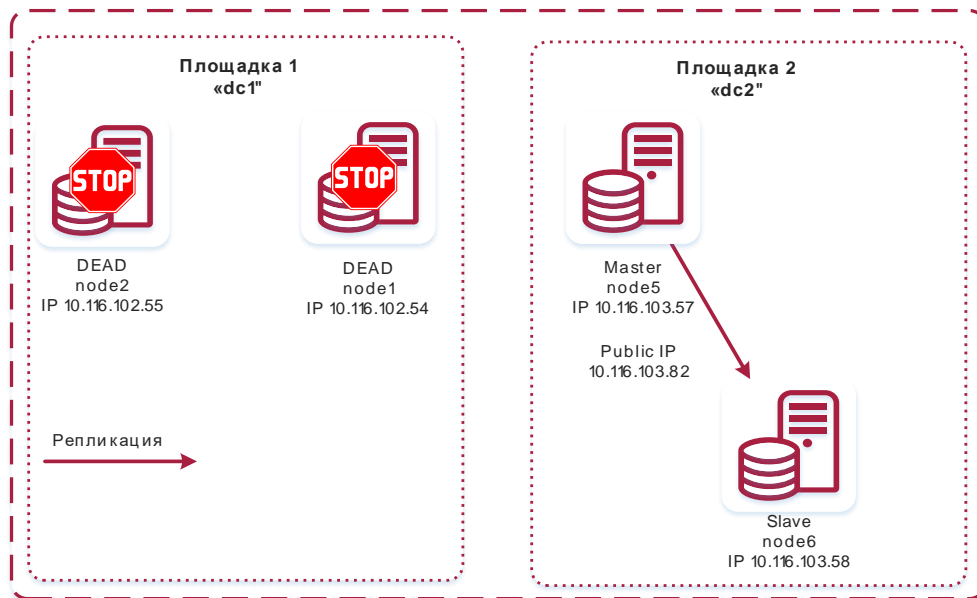 Площадка 1
«dc1"
STOP
DEAD
node2
IP 10.116.102.55
STOP
DEAD
node1
IP 10.116.102.54
Репликация
Площадка 2
«dc2"
Master
node5
IP 10.116.103.57
Public IP
10.116.103.82
Slave
node6
IP 10.116.103.58